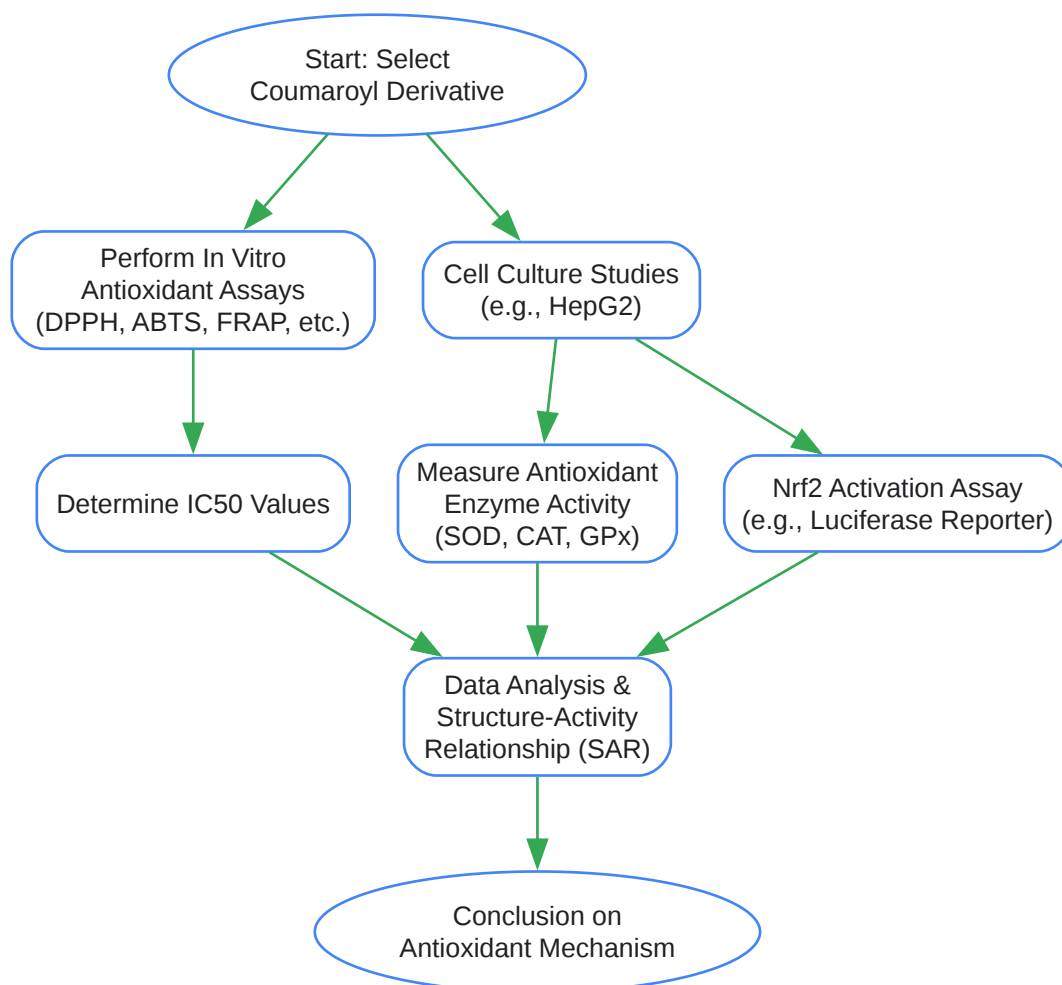 Start: Select
Coumaroyl Derivative
Perform In Vitro
Antioxidant Assays
(DPPH, ABTS, FRAP, etc.)
Cell Culture Studies
(e.g., HepG2)
Determine IC50 Values
Measure Antioxidant
Enzyme Activity
(SOD, CAT, GPx)
Nrf2 Activation Assay
(e.g., Luciferase Reporter)
Data Analysis &
Structure-Activity
Relationship (SAR)
Conclusion on
Antioxidant Mechanism